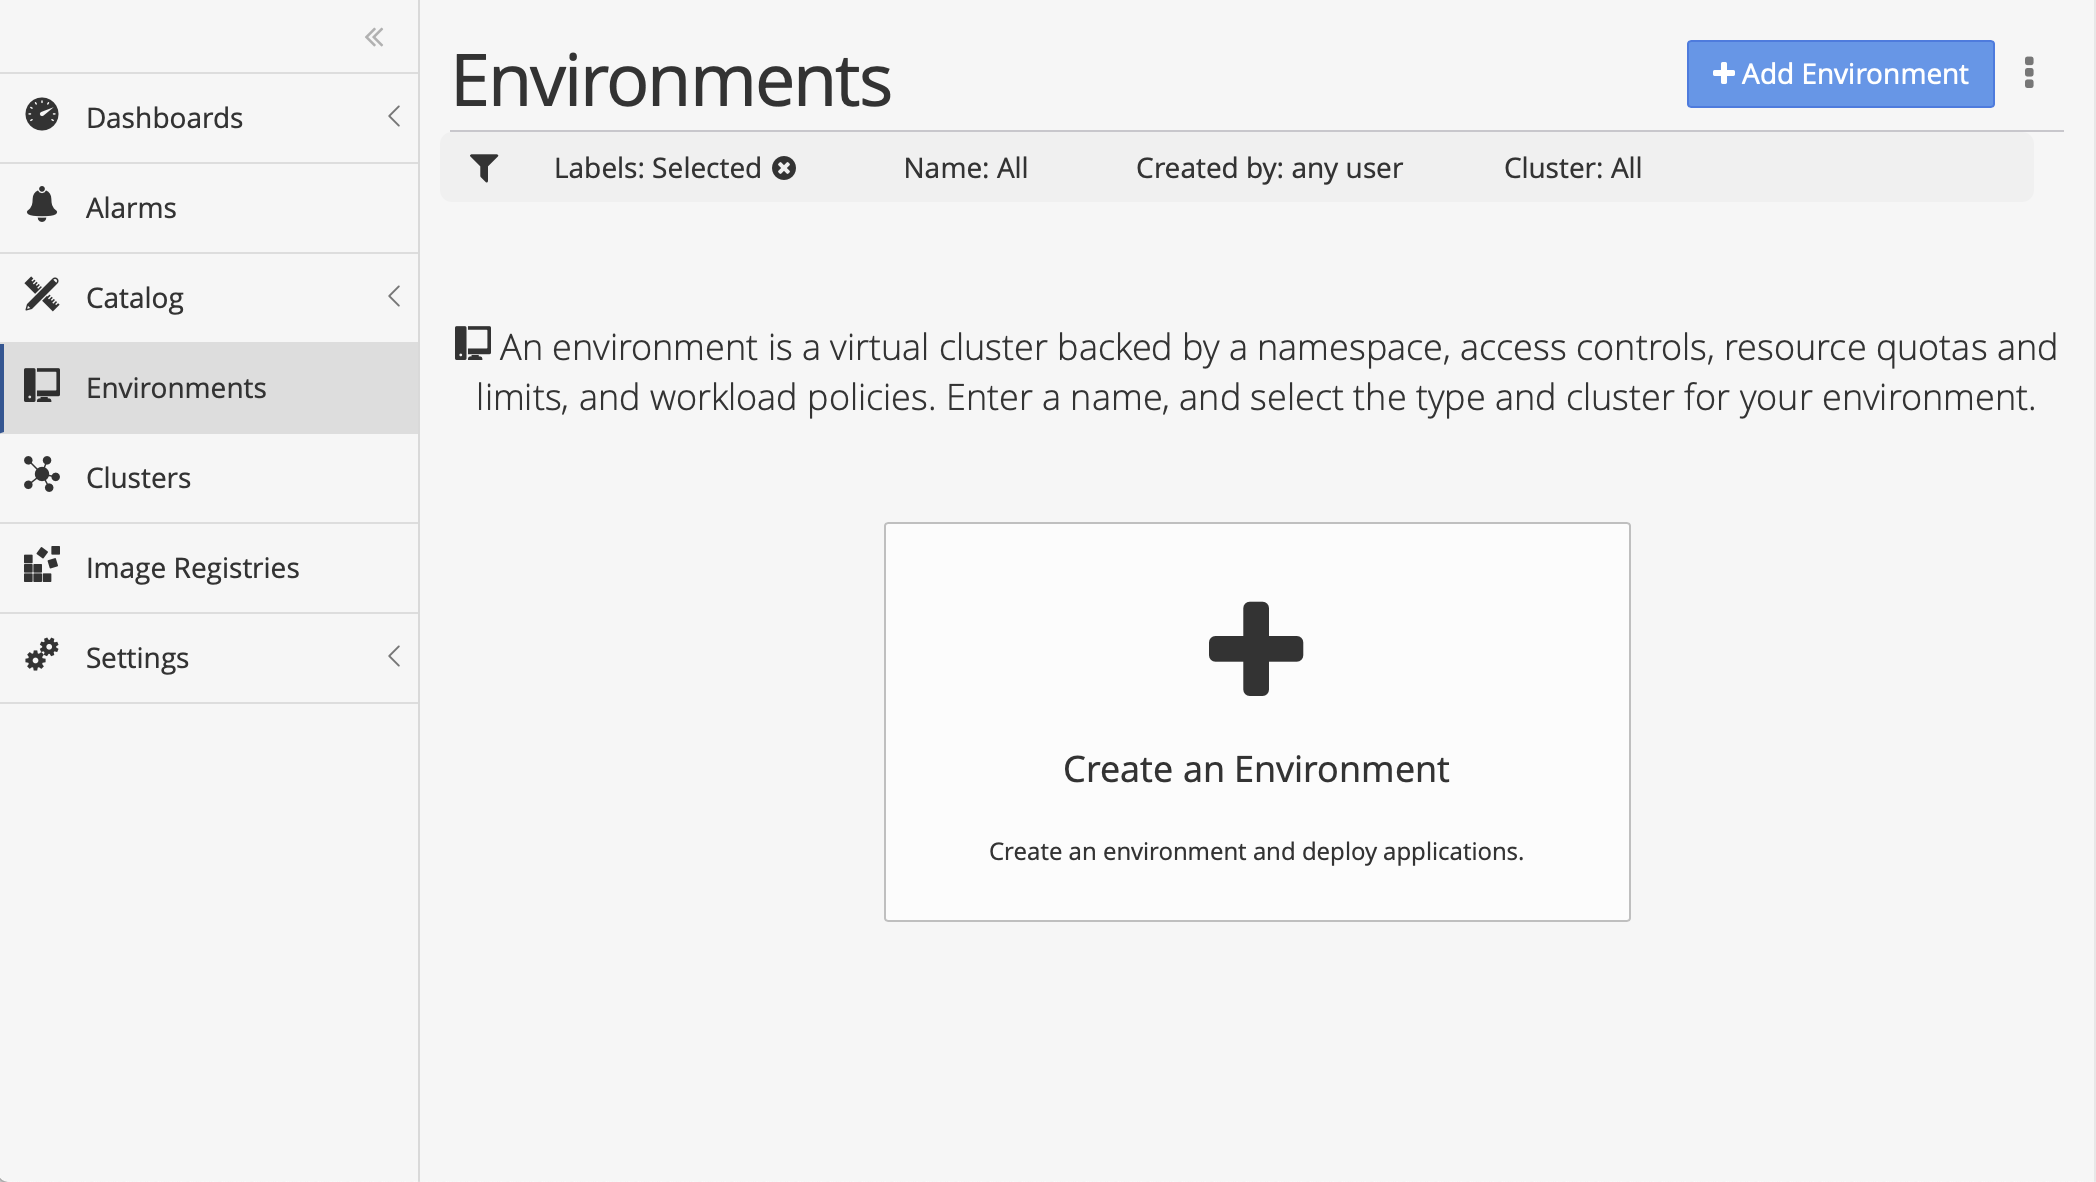 Environments
Add Environment
Labels: Selected
Name: All
Created by: any user
Cluster: All
Dashboards
Alarms
Catalog
Environments
Clusters
Image Registries
Settings
An environment is a virtual cluster backed by a namespace, access controls, resource quotas and
limits, and workload policies. Enter a name, and select the type and cluster for your environment.
Create an Environment
Create an environment and deploy applications.